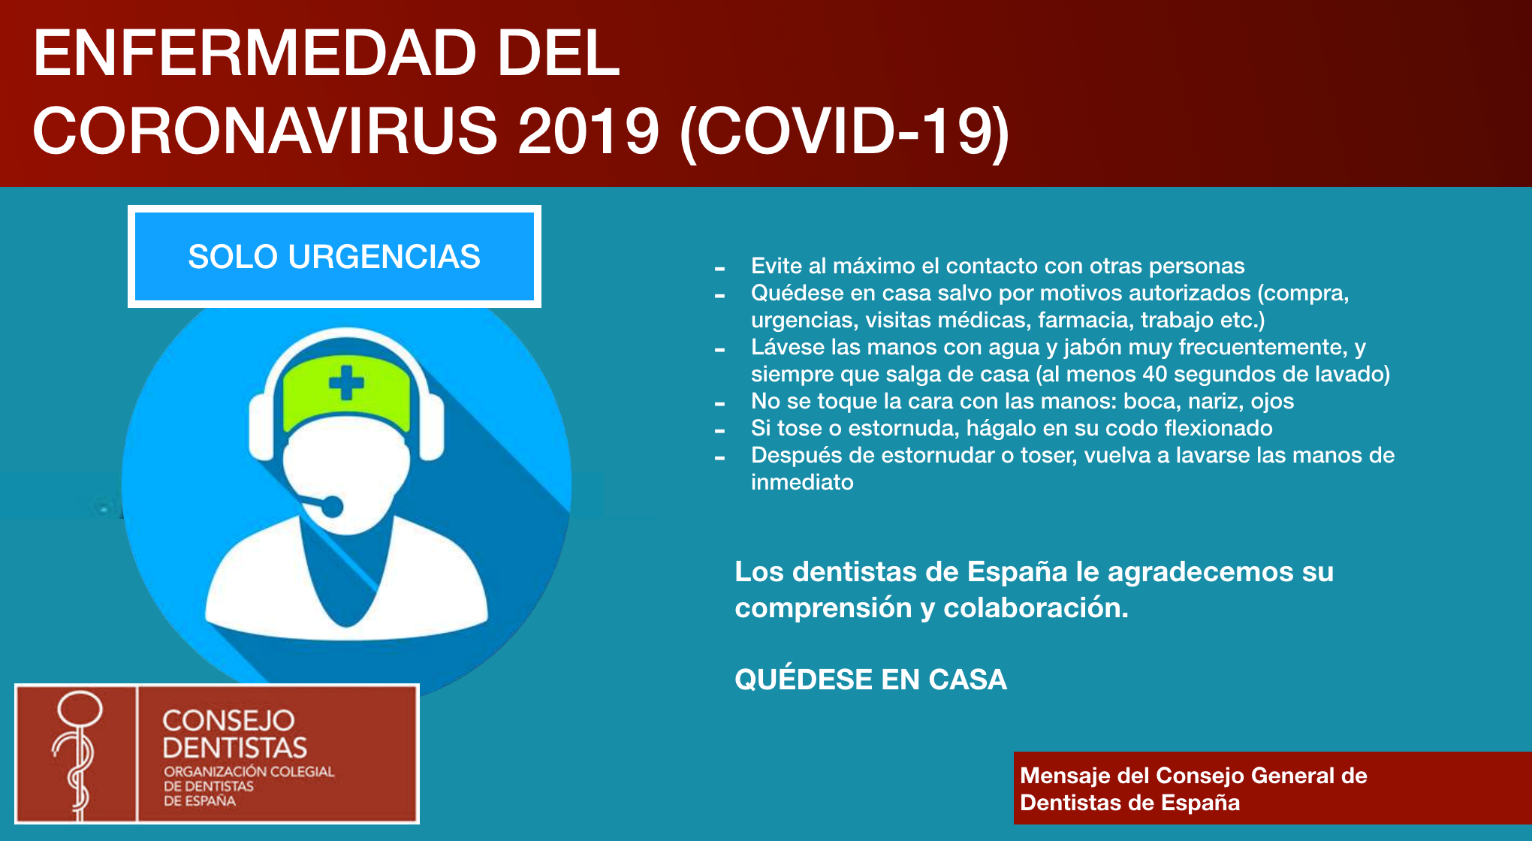 ENFERMEDAD DEL
CORONAVIRUS 2019 (COVID-19)
SOLO URGENCIAS
- Evite al máximo el contacto con otras personas
- Quédese en casa salvo por motivos autorizados (compra,
urgencias, visitas médicas, farmacia, trabajo etc.)
- Lávese las manos con agua y jabón muy frecuentemente, y
siempre que salga de casa (al menos 40 segundos de lavado)
- No se toque la cara con las manos: boca, nariz, ojos
- Si tose o estornuda, hágalo en su codo flexionado
- Después de estornudar o toser, vuelva a lavarse las manos de
inmediato
Los dentistas de España le agradecemos su
comprensión y colaboración.
QUÉDESE EN CASA
CONSEJO
DENTISTAS
ORGANIZACIÓN COLEGIAL
DE DENTISTAS
DE ESPAÑA
Mensaje del Consejo General de
Dentistas de España